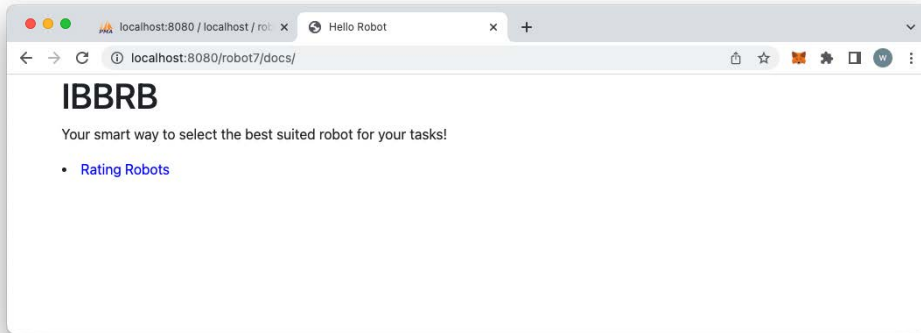 localhost:8080 / localhost / rob
Hello Robot
localhost:8080/robot7/docs/
W
IBBRB
Your smart way to select the best suited robot for your tasks!
• Rating Robots